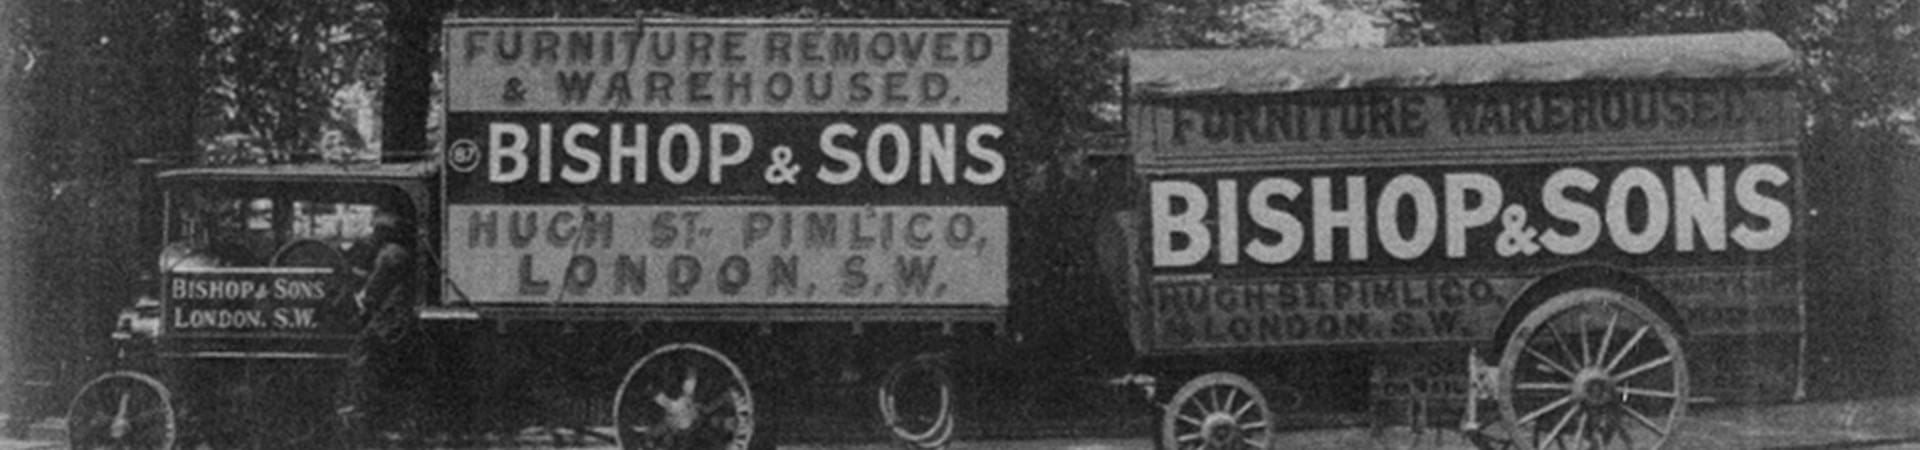 FURNITURE REMOVED
& WAREHOUSED.
87 BISHOP & SONS
HUGH ST. PIMLICO,
LONDON, S.W.
BISHOP & SONS
LONDON. S.W.
FURNITURE WAREHOUSED.
BISHOP & SONS
HUGH ST. PIMLICO,
LONDON. S.W.